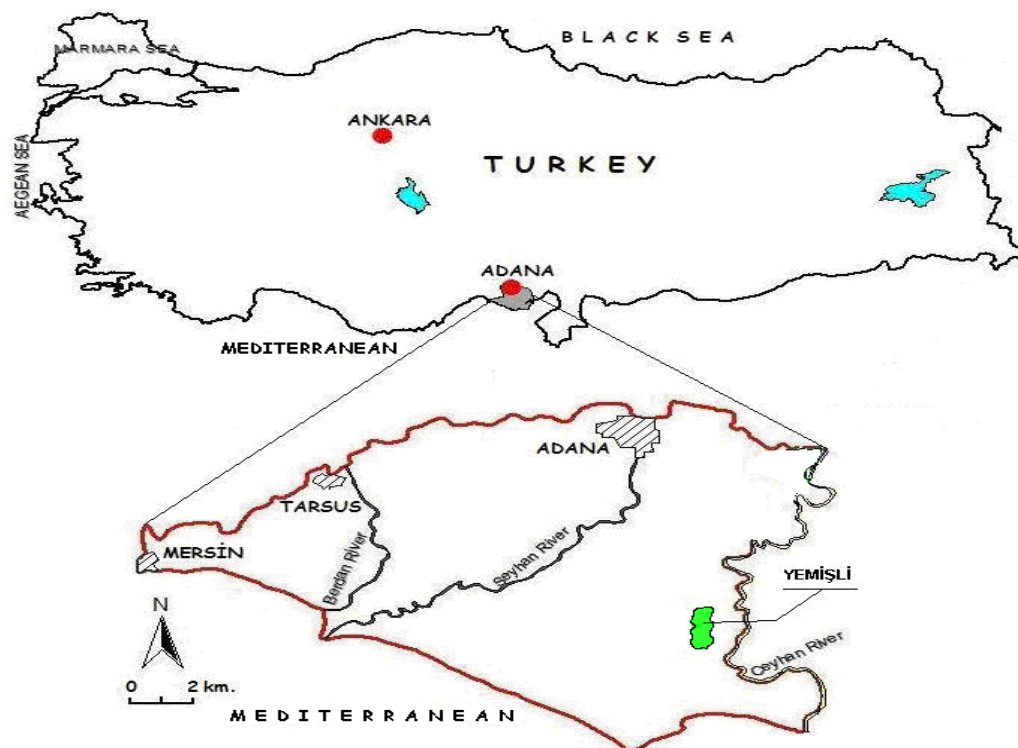 MARMARA SEA
BLACK SEA
ANKARA
TURKEY
AEGEAN SEA
ADANA
MEDITERRANEAN
ADANA
TARSUS
MERSİN
Berdan River
Seyhan River
YEMİŞLİ
Ceyhan River
N
0 2 km.
MEDITERRANEAN